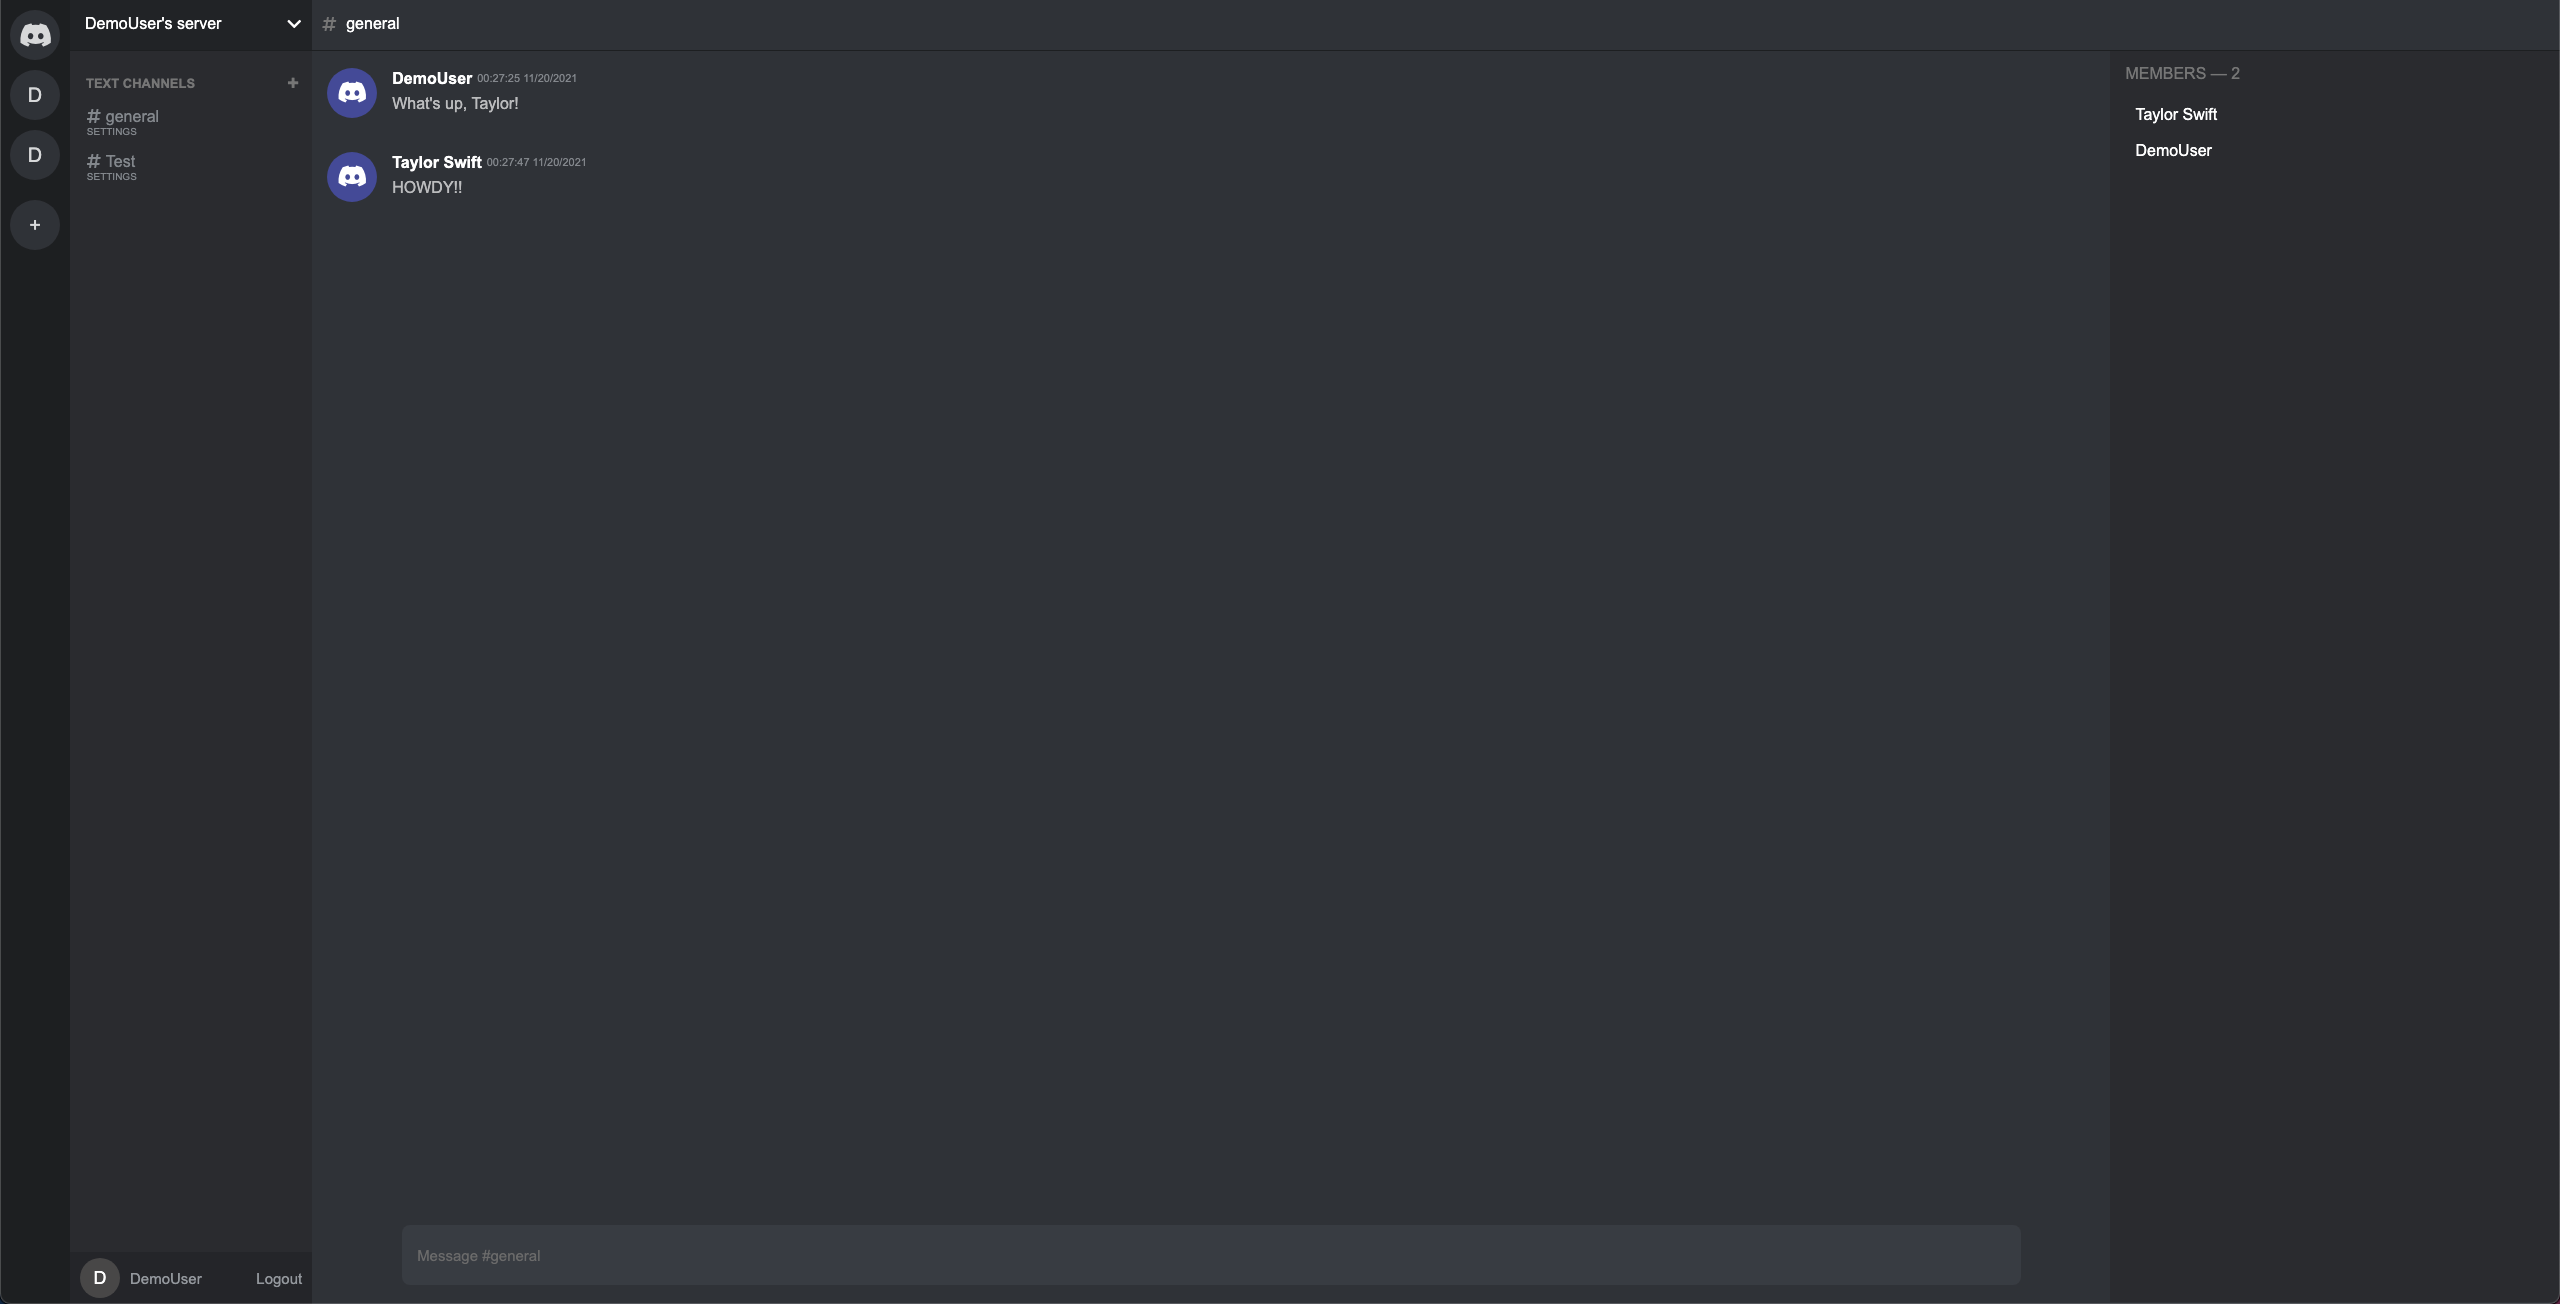 DemoUser's server
# general
D
D
+
TEXT CHANNELS +
# general
SETTINGS
# Test
SETTINGS
DemoUser 00:27:25 11/20/2021
What's up, Taylor!
Taylor Swift 00:27:47 11/20/2021
HOWDY!!
MEMBERS — 2
Taylor Swift
DemoUser
Message #general
D DemoUser Logout